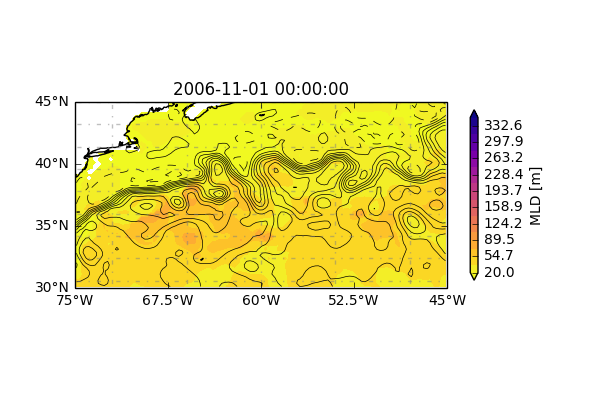 2006-11-01 00:00:00
45°N
40°N
35°N
30°N
75°W
67.5°W
60°W
52.5°W
45°W
332.6
297.9
263.2
228.4
193.7
158.9
124.2
89.5
54.7
20.0
MLD [m]